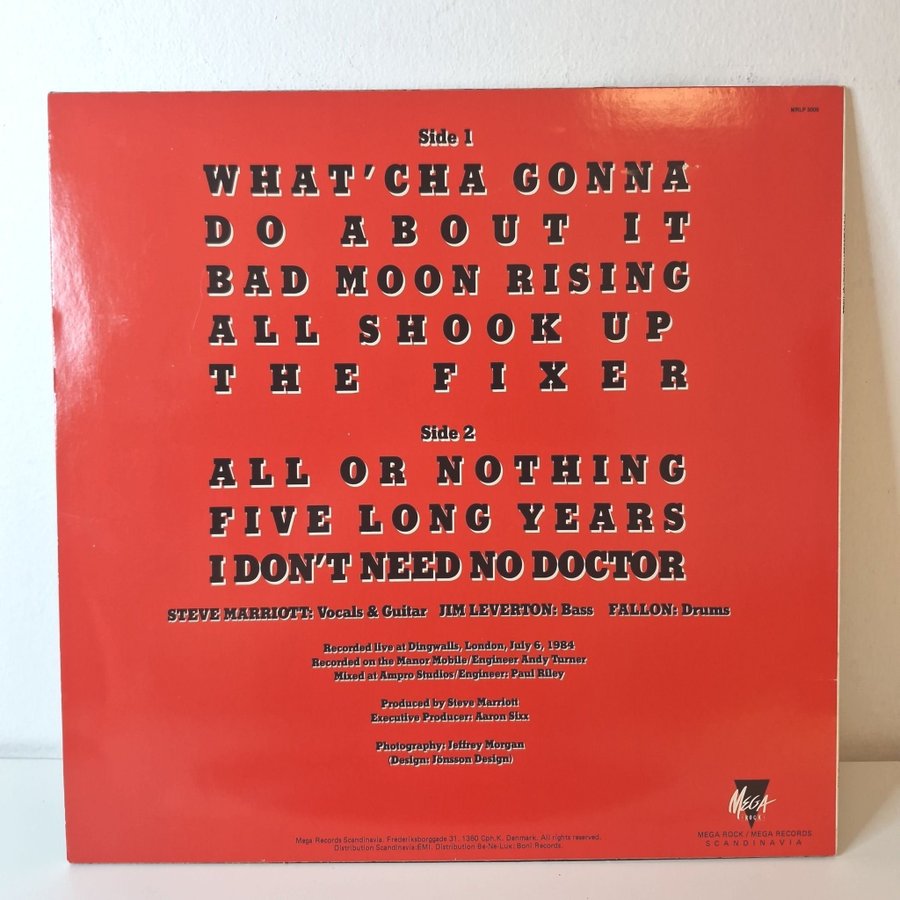 MRLP 3006
Side 1
WHAT'CHA GONNA
DO ABOUT IT
BAD MOON RISING
ALL SHOOK UP
THE FIXER
Side 2
ALL OR NOTHING
FIVE LONG YEARS
I DON'T NEED NO DOCTOR
STEVE MARRIOTT: Vocals & Guitar JIM LEVERTON: Bass FALLON: Drums
Recorded live at Dingwalls, London, July 6, 1984
Recorded on the Manor Mobile/Engineer Andy Turner
Mixed at Ampro Studios/Engineer: Paul Riley
Produced by Steve Marriott
Executive Producer: Aaron Sixx
Photography: Jeffrey Morgan
(Design: Jönsson Design)
MEGA
ROCK
MEGA ROCK / MEGA RECORDS
SCANDINAVIA
Mega Records Scandinavia. Frederiksborggade 31. 1360 Cph.K. Denmark. All rights reserved.
Distribution Scandinavia:EMI. Distribution Be-Ne-Lux: Boni Records.